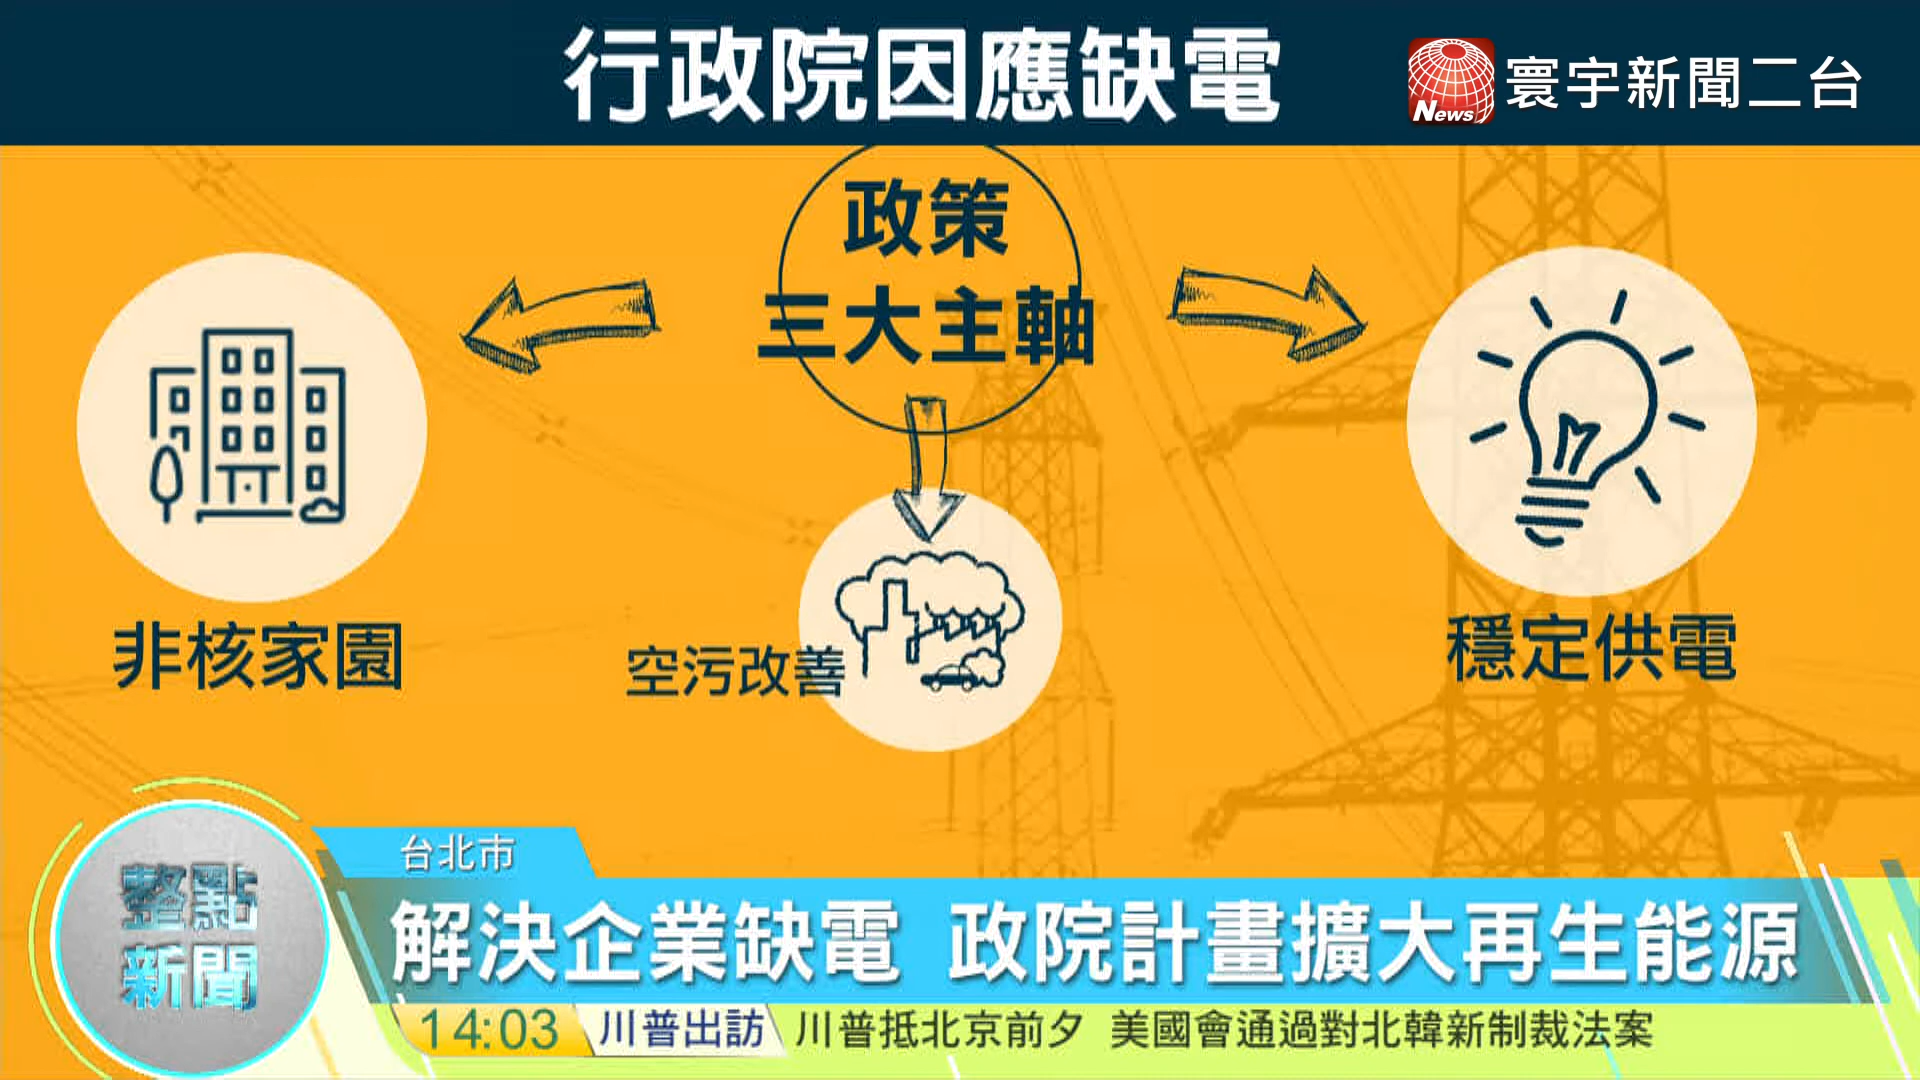 行政院因應缺電
News 寰宇新聞二台
政策
三大主軸
非核家園
空污改善
穩定供電
整點
新聞
台北市
解決企業缺電 政院計畫擴大再生能源
14:03 川普出訪 川普抵北京前夕 美國會通過對北韓新制裁法案